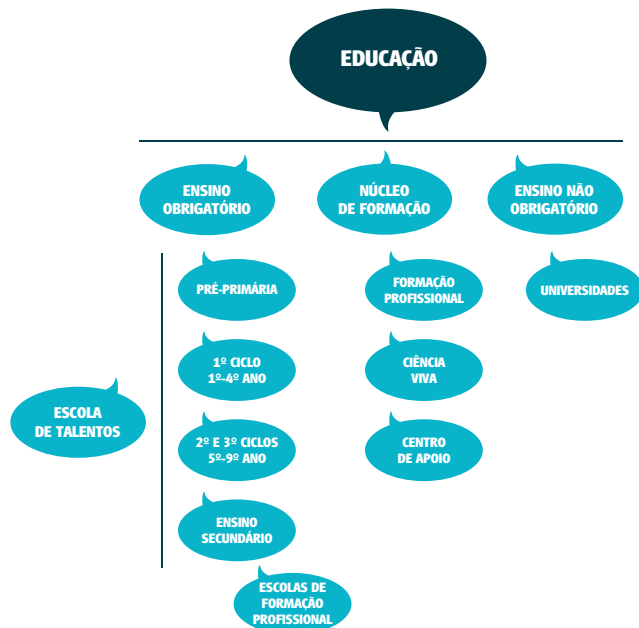 EDUCAÇÃO
ENSINO
OBRIGATÓRIO
NÚCLEO
DE FORMAÇÃO
ENSINO NÃO
OBRIGATÓRIO
PRÉ-PRIMÁRIA
FORMAÇÃO
PROFISSIONAL
UNIVERSIDADES
1º CICLO
1º-4º ANO
CIÊNCIA
VIVA
ESCOLA
DE TALENTOS
2º E 3º CICLOS
5º-9º ANO
CENTRO
DE APOIO
ENSINO
SECUNDÁRIO
ESCOLAS DE
FORMAÇÃO
PROFISSIONAL